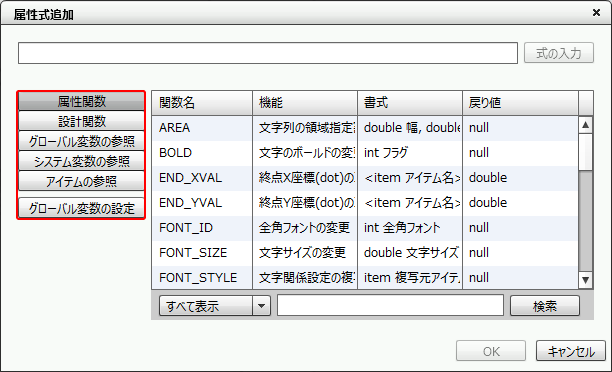 属性式追加
×
式の入力
属性関数
設計関数
グローバル変数の参照
システム変数の参照
アイテムの参照
グローバル変数の設定
関数名 機能 書式 戻り値
AREA 文字列の領域指定 double 幅, double null
BOLD 文字のボールドの変 int フラグ null
END_XVAL 終点X座標(dot)の <item アイテム名> double
END_YVAL 終点Y座標(dot)の <item アイテム名> double
FONT_ID 全角フォントの変更 int 全角フォント null
FONT_SIZE 文字サイズの変更 double 文字サイズ null
FONT_STYLE 文字関係設定の複 item 複写元アイテ null
すべて表示 検索
OK キャンセル